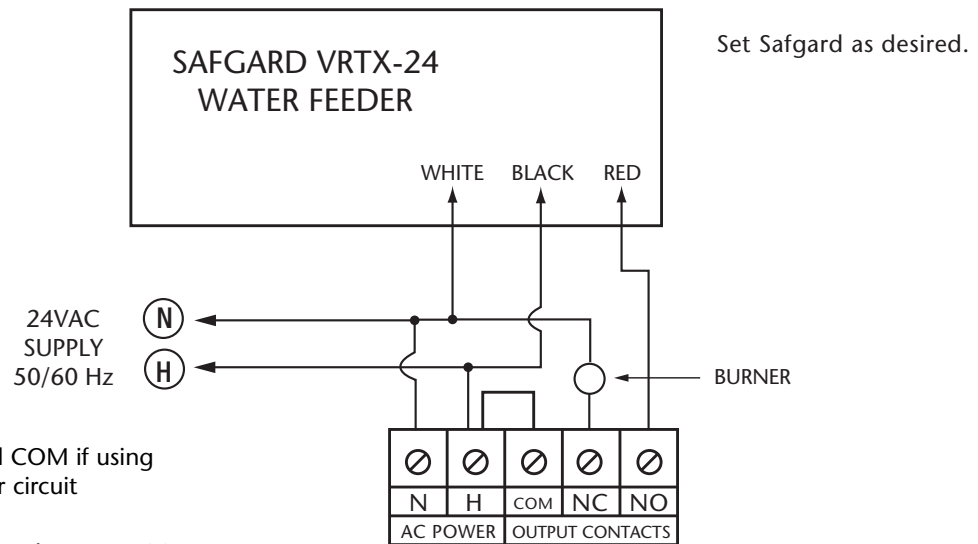 SAFGARD VRTX-24
WATER FEEDER
Set Safgard as desired.
WHITE BLACK RED
24VAC
SUPPLY
50/60 Hz
N
H
BURNER
COM if using
circuit
N H COM NC NO
AC POWER OUTPUT CONTACTS